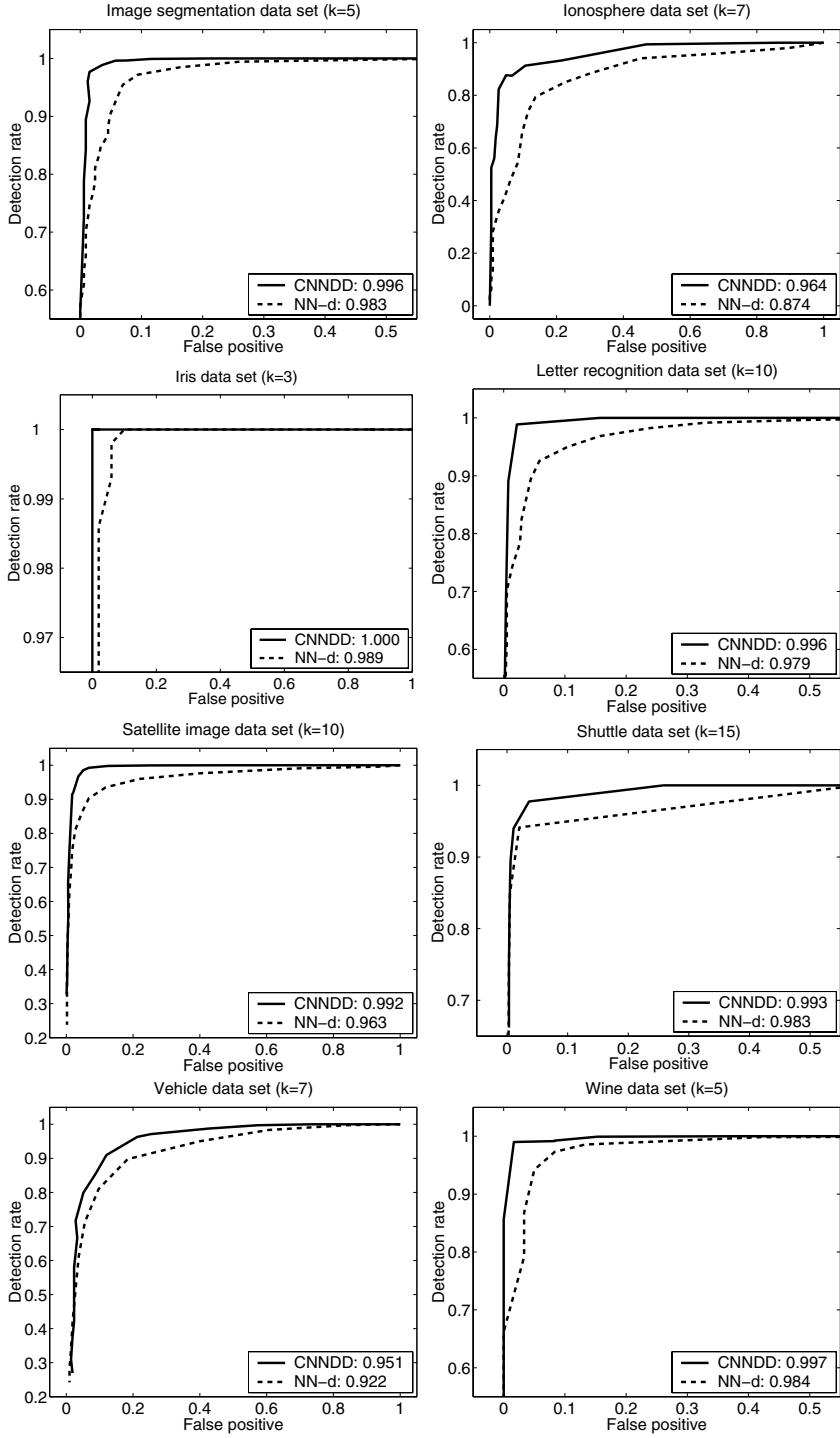 Image segmentation data set (k=5)
1
0.9
0.8
0.7
0.6
Detection rate
0
0.1
0.2
0.3
0.4
0.5
False positive
CNNDD: 0.996
NN−d: 0.983
Ionosphere data set (k=7)
1
0.8
0.6
0.4
0.2
0
Detection rate
0
0.2
0.4
0.6
0.8
1
False positive
CNNDD: 0.964
NN−d: 0.874
Iris data set (k=3)
1
0.99
0.98
0.97
Detection rate
0
0.2
0.4
0.6
0.8
1
False positive
CNNDD: 1.000
NN−d: 0.989
Letter recognition data set (k=10)
1
0.9
0.8
0.7
0.6
Detection rate
0
0.1
0.2
0.3
0.4
0.5
False positive
CNNDD: 0.996
NN−d: 0.979
Satellite image data set (k=10)
1
0.9
0.8
0.7
0.6
0.5
0.4
0.3
0.2
Detection rate
0
0.2
0.4
0.6
0.8
1
False positive
CNNDD: 0.992
NN−d: 0.963
Shuttle data set (k=15)
1
0.9
0.8
0.7
Detection rate
0
0.1
0.2
0.3
0.4
0.5
False positive
CNNDD: 0.993
NN−d: 0.983
Vehicle data set (k=7)
1
0.9
0.8
0.7
0.6
0.5
0.4
0.3
0.2
Detection rate
0
0.2
0.4
0.6
0.8
1
False positive
CNNDD: 0.951
NN−d: 0.922
Wine data set (k=5)
1
0.9
0.8
0.7
0.6
Detection rate
0
0.1
0.2
0.3
0.4
0.5
False positive
CNNDD: 0.997
NN−d: 0.984